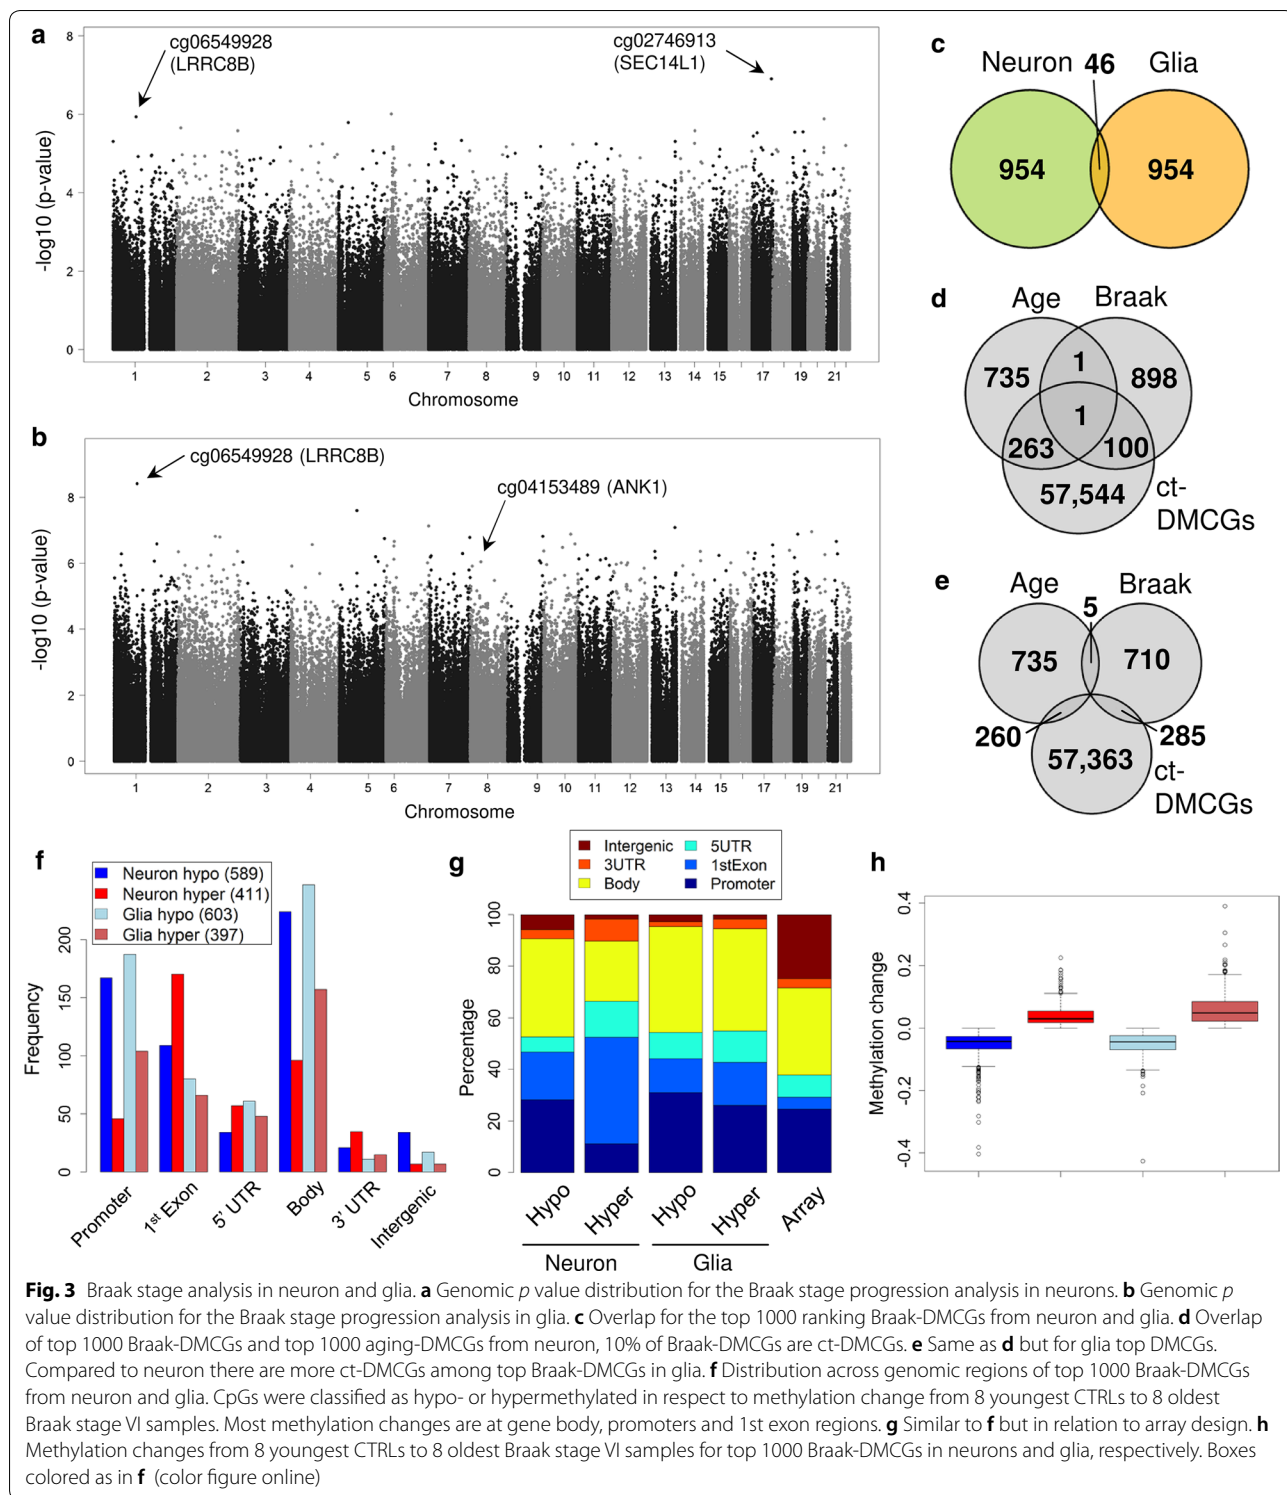 a
8
6
4
2
0
-log10 (p-value)
cg06549928
(LRRC8B)
cg02746913
(SEC14L1)
1 2 3 4 5 6 7 8 9 10 11 12 13 14 15 17 19 21
Chromosome
b
8
6
4
2
0
-log10 (p-value)
cg06549928 (LRRC8B)
cg04153489 (ANK1)
1 2 3 4 5 6 7 8 9 10 11 12 13 14 15 17 19 21
Chromosome
c
Neuron 46 Glia
954 954
d
Age Braak
735 1 898
1
263 100
57,544 ct-
DMCGs
e
Age Braak
5
735 710
260 285
57,363 ct-
DMCGs
f
Neuron hypo (589)
Neuron hyper (411)
Glia hypo (603)
Glia hyper (397)
200
150
100
50
0
Frequency
Promoter
1st Exon
5' UTR
Body
3' UTR
Intergenic
g
Intergenic 5UTR
3UTR 1stExon
Body Promoter
100
80
60
40
20
0
Percentage
Hypo Hyper Hypo Hyper Array
Neuron Glia
h
0.4
0.2
0.0
-0.2
-0.4
Methylation change
Fig. 3 Braak stage analysis in neuron and glia. a Genomic p value distribution for the Braak stage progression analysis in neurons. b Genomic p
value distribution for the Braak stage progression analysis in glia. c Overlap for the top 1000 ranking Braak-DMCGs from neuron and glia. d Overlap
of top 1000 Braak-DMCGs and top 1000 aging-DMCGs from neuron, 10% of Braak-DMCGs are ct-DMCGs. e Same as d but for glia top DMCGs.
Compared to neuron there are more ct-DMCGs among top Braak-DMCGs in glia. f Distribution across genomic regions of top 1000 Braak-DMCGs
from neuron and glia. CpGs were classified as hypo- or hypermethylated in respect to methylation change from 8 youngest CTRLs to 8 oldest
Braak stage VI samples. Most methylation changes are at gene body, promoters and 1st exon regions. g Similar to f but in relation to array design. h
Methylation changes from 8 youngest CTRLs to 8 oldest Braak stage VI samples for top 1000 Braak-DMCGs in neurons and glia, respectively. Boxes
colored as in f (color figure online)